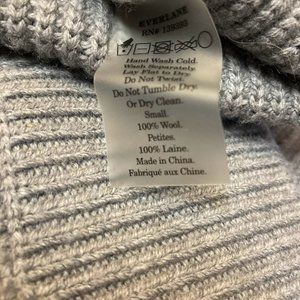 EVERLANE
RN# 139393
Hand Wash Cold.
Wash Separately.
Lay Flat to Dry.
Do Not Twist.
Do Not Tumble Dry.
Or Dry Clean.
Small.
100% Wool.
Petites.
100% Laine.
Made in China.
Fabriqué aux Chine.